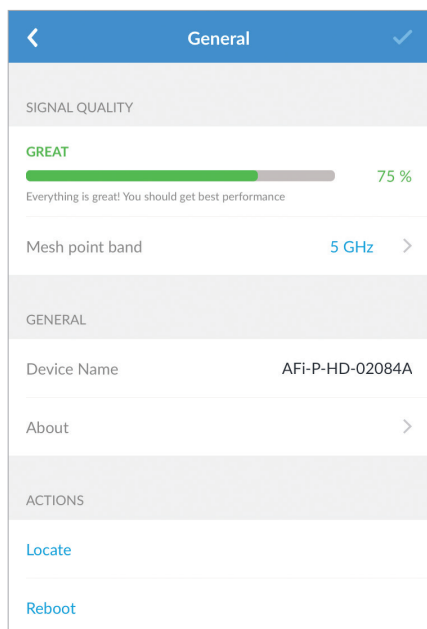 General
SIGNAL QUALITY
GREAT
75 %
Everything is great! You should get best performance
Mesh point band 5 GHz
GENERAL
Device Name AFi-P-HD-02084A
About
ACTIONS
Locate
Reboot